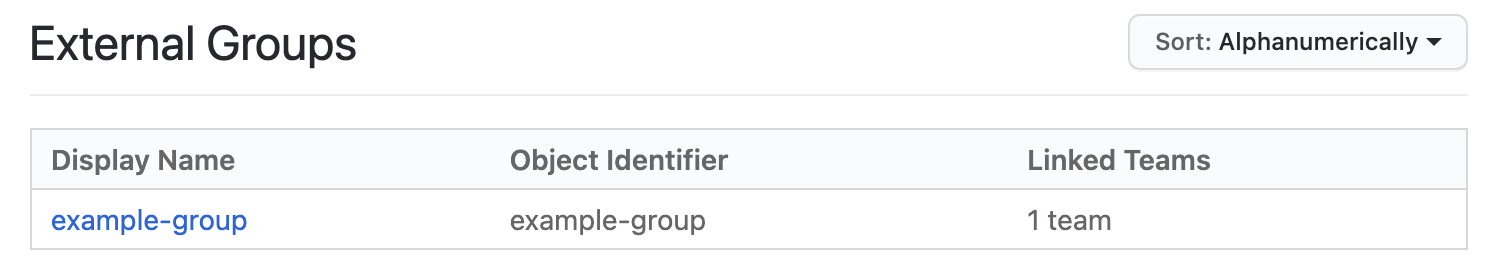 External Groups
Sort: Alphanumerically
Display Name Object Identifier Linked Teams
example-group example-group 1 team